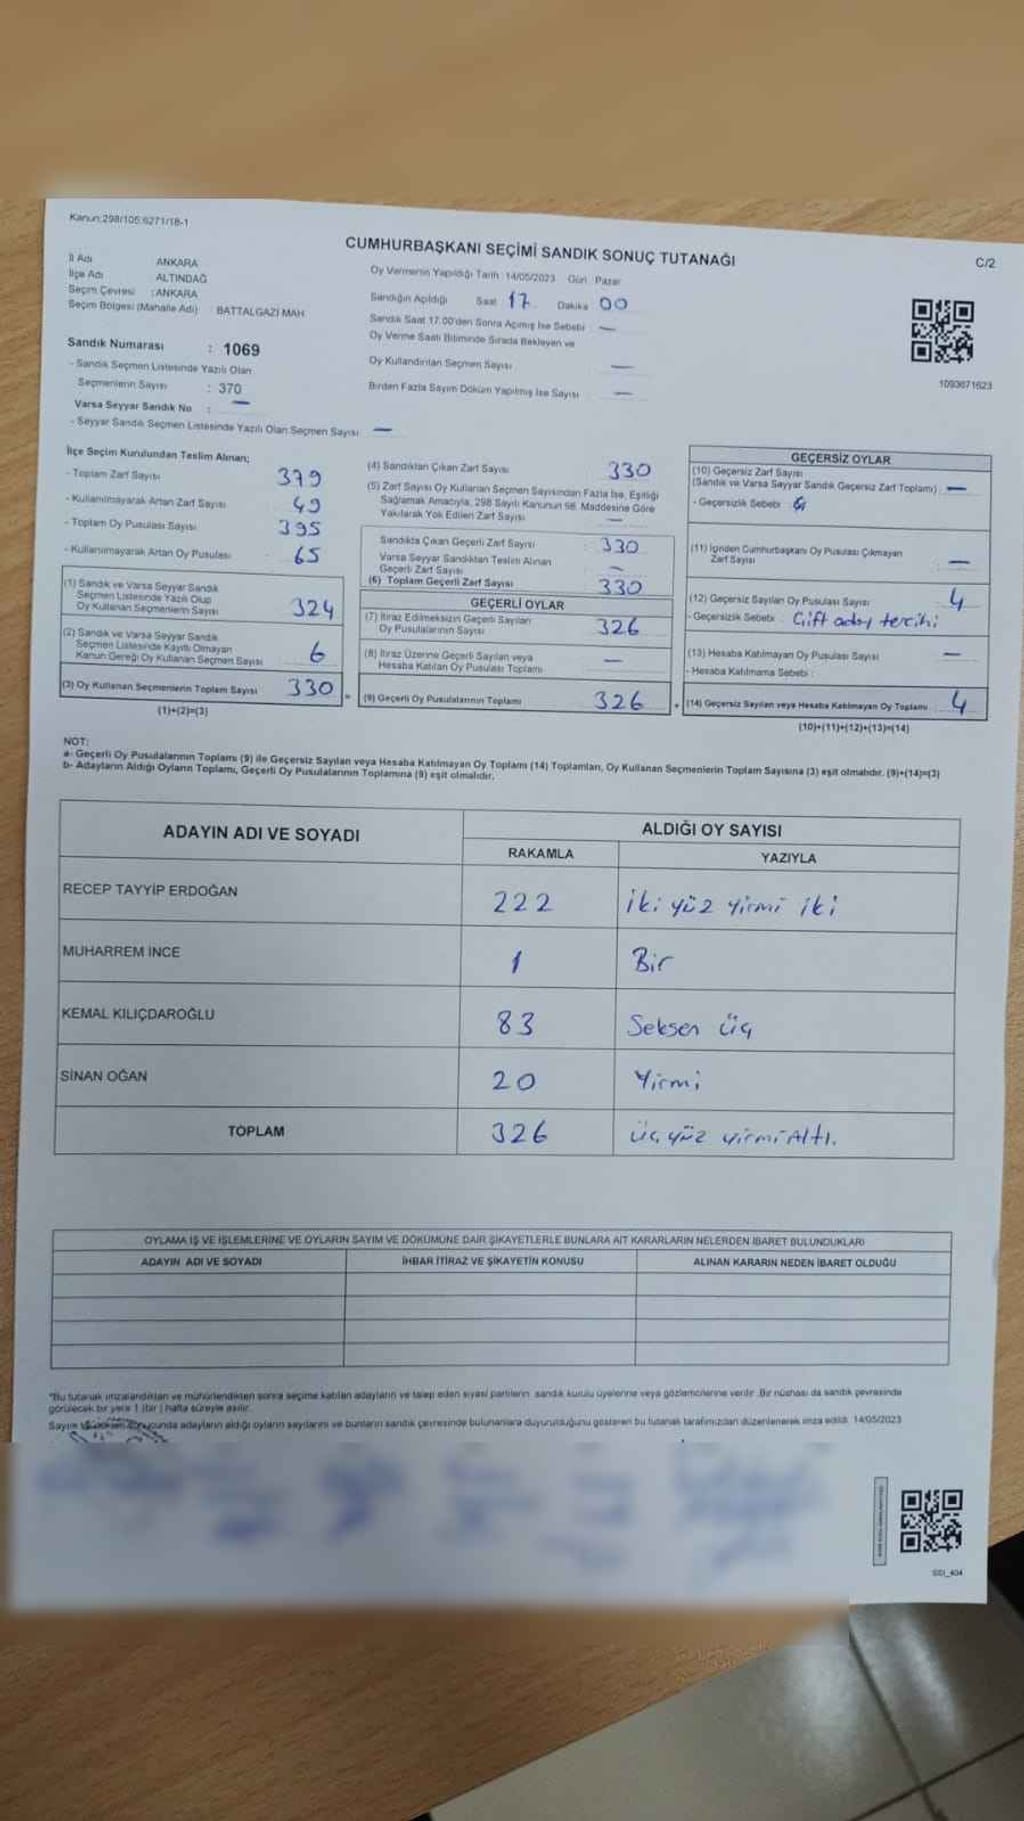 Kanun:298/105 6271/18-1
CUMHURBAŞKANI SEÇİMİ SANDIK SONUÇ TUTANAĞI
C/2
İl Adı ANKARA
İlçe Adı ALTINDAĞ
Seçim Çevresi : ANKARA
Seçim Bölgesi (Mahalle Adı) BATTALGAZİ MAH.
Oy Vermenin Yapıldığı Tarih :14/05/2023 Gün Pazar
Sandığın Açıldığı Saat 17 Dakika 00
Sandık Saat 17.00'den Sonra Açılmış İse Sebebi —
Oy Verme Saati Bitiminde Sırada Bekleyen ve
Oy Kullandırılan Seçmen Sayısı —
Birden Fazla Sayım Döküm Yapılmış İse Sayısı —
1093671623
Sandık Numarası : 1069
- Sandık Seçmen Listesinde Yazılı Olan
Seçmenlerin Sayısı : 370
Varsa Seyyar Sandık No : —
- Seyyar Sandık Seçmen Listesinde Yazılı Olan Seçmen Sayısı —
İlçe Seçim Kurulundan Teslim Alınan;
- Toplam Zarf Sayısı 379
- Kullanılmayarak Artan Zarf Sayısı 49
- Toplam Oy Pusulası Sayısı 395
- Kullanılmayarak Artan Oy Pusulası 65
(1) Sandık ve Varsa Seyyar Sandık
Seçmen Listesinde Yazılı Olup
Oy Kullanan Seçmenlerin Sayısı 324
(2) Sandık ve Varsa Seyyar Sandık
Seçmen Listesinde Kayıtlı Olmayan
Kanun Gereği Oy Kullanan Seçmen Sayısı 6
(3) Oy Kullanan Seçmenlerin Toplam Sayısı 330 =
(1)+(2)=(3)
(4) Sandıktan Çıkan Zarf Sayısı 330
(5) Zarf Sayısı Oy Kullanan Seçmen Sayısından Fazla İse, Eşitliği
Sağlamak Amacıyla, 298 Sayılı Kanunun 98. Maddesine Göre
Yakılarak Yok Edilen Zarf Sayısı —
Sandıkta Çıkan Geçerli Zarf Sayısı : 330
Varsa Seyyar Sandıktan Teslim Alınan
Geçerli Zarf Sayısı —
(6) Toplam Geçerli Zarf Sayısı 330
GEÇERLİ OYLAR
(7) İtiraz Edilmeksizin Geçerli Sayılan
Oy Pusulalarının Sayısı 326
(8) İtiraz Üzerine Geçerli Sayılan veya
Hesaba Katılan Oy Pusulası Toplamı —
(9) Geçerli Oy Pusulalarının Toplamı 326 +
GEÇERSİZ OYLAR
(10) Geçersiz Zarf Sayısı
(Sandık ve Varsa Seyyar Sandık Geçersiz Zarf Toplamı) —
- Geçersizlik Sebebi
(11) İçinden Cumhurbaşkanı Oy Pusulası Çıkmayan
Zarf Sayısı —
(12) Geçersiz Sayılan Oy Pusulası Sayısı 4
- Geçersizlik Sebebi : Çift aday tercihi
(13) Hesaba Katılmayan Oy Pusulası Sayısı —
- Hesaba Katılmama Sebebi :
(14) Geçersiz Sayılan veya Hesaba Katılmayan Oy Toplamı 4
(10)+(11)+(12)+(13)=(14)
NOT:
a- Geçerli Oy Pusulalarının Toplamı (9) ile Geçersiz Sayılan veya Hesaba Katılmayan Oy Toplamı (14) Toplamları, Oy Kullanan Seçmenlerin Toplam Sayısına (3) eşit olmalıdır. (9)+(14)=(3)
b- Adayların Aldığı Oyların Toplamı, Geçerli Oy Pusulalarının Toplamına (9) eşit olmalıdır.
ADAYIN ADI VE SOYADI
ALDIĞI OY SAYISI
RAKAMLA YAZIYLA
RECEP TAYYİP ERDOĞAN 222 İki yüz yirmi iki
MUHARREM İNCE 1 Bir
KEMAL KILIÇDAROĞLU 83 Seksen üç
SİNAN OĞAN 20 Yirmi
TOPLAM 326 üç yüz yirmi Altı.
OYLAMA İŞ VE İŞLEMLERİNE VE OYLARIN SAYIM VE DÖKÜMÜNE DAİR ŞİKAYETLERLE BUNLARA AİT KARARLARIN NELERDEN İBARET BULUNDUKLARI
ADAYIN ADI VE SOYADI İHBAR İTİRAZ VE ŞİKAYETİN KONUSU ALINAN KARARIN NEDEN İBARET OLDUĞU
*Bu tutanak imzalandıktan ve mühürlendikten sonra seçime katılan adayların ve talep eden siyasi partilerin sandık kurulu üyelerine veya gözlemcilerine verilir. Bir nüshası da sandık çevresinde
görülecek bir yere 1 (bir) hafta süreyle asılır.
Sayım sonucunda adayların aldığı oyların sayılarını ve bunların sandık çevresinde bulunanlara duyurulduğunu gösteren bu tutanak tarafımızdan düzenlenerek imza edildi. 14/05/2023